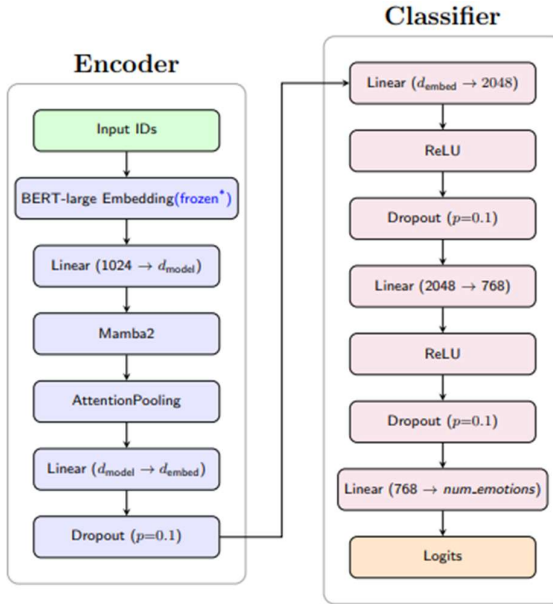 Encoder
Input IDs
BERT-large Embedding(frozen*)
Linear (1024 → d_model)
Mamba2
AttentionPooling
Linear (d_model → d_embed)
Dropout (p=0.1)
Classifier
Linear (d_embed → 2048)
ReLU
Dropout (p=0.1)
Linear (2048 → 768)
ReLU
Dropout (p=0.1)
Linear (768 → num_emotions)
Logits